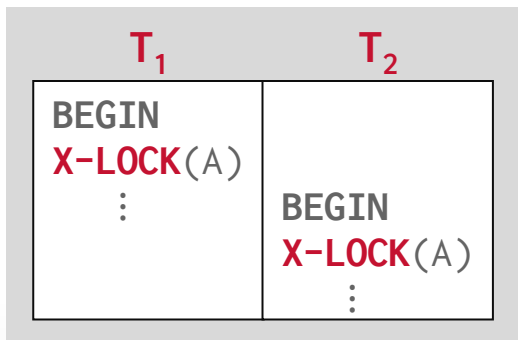 T1 T2
BEGIN
X-LOCK(A)
⋮
BEGIN
X-LOCK(A)
⋮